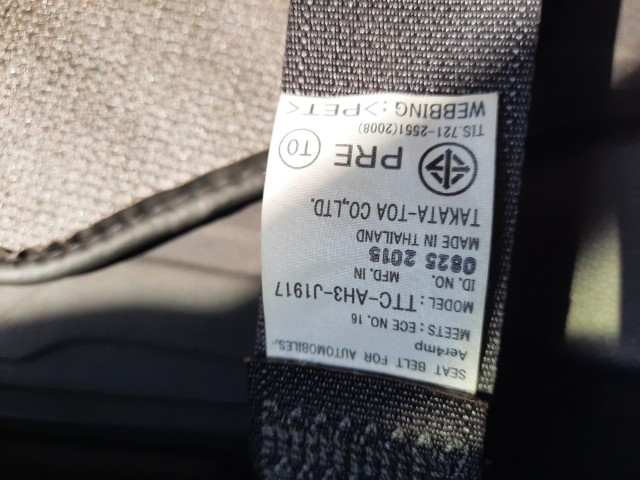 SEAT BELT FOR AUTOMOBILES.
Aer4mp
MEETS : ECE NO. 16
MODEL : TTC-AH3-J1917
ID. NO. MFD. IN
0825 2015
MADE IN THAILAND
TAKATA-TOA CO.,LTD.
PRE TO
TIS.721-2551(2008)
WEBBING : >PET<